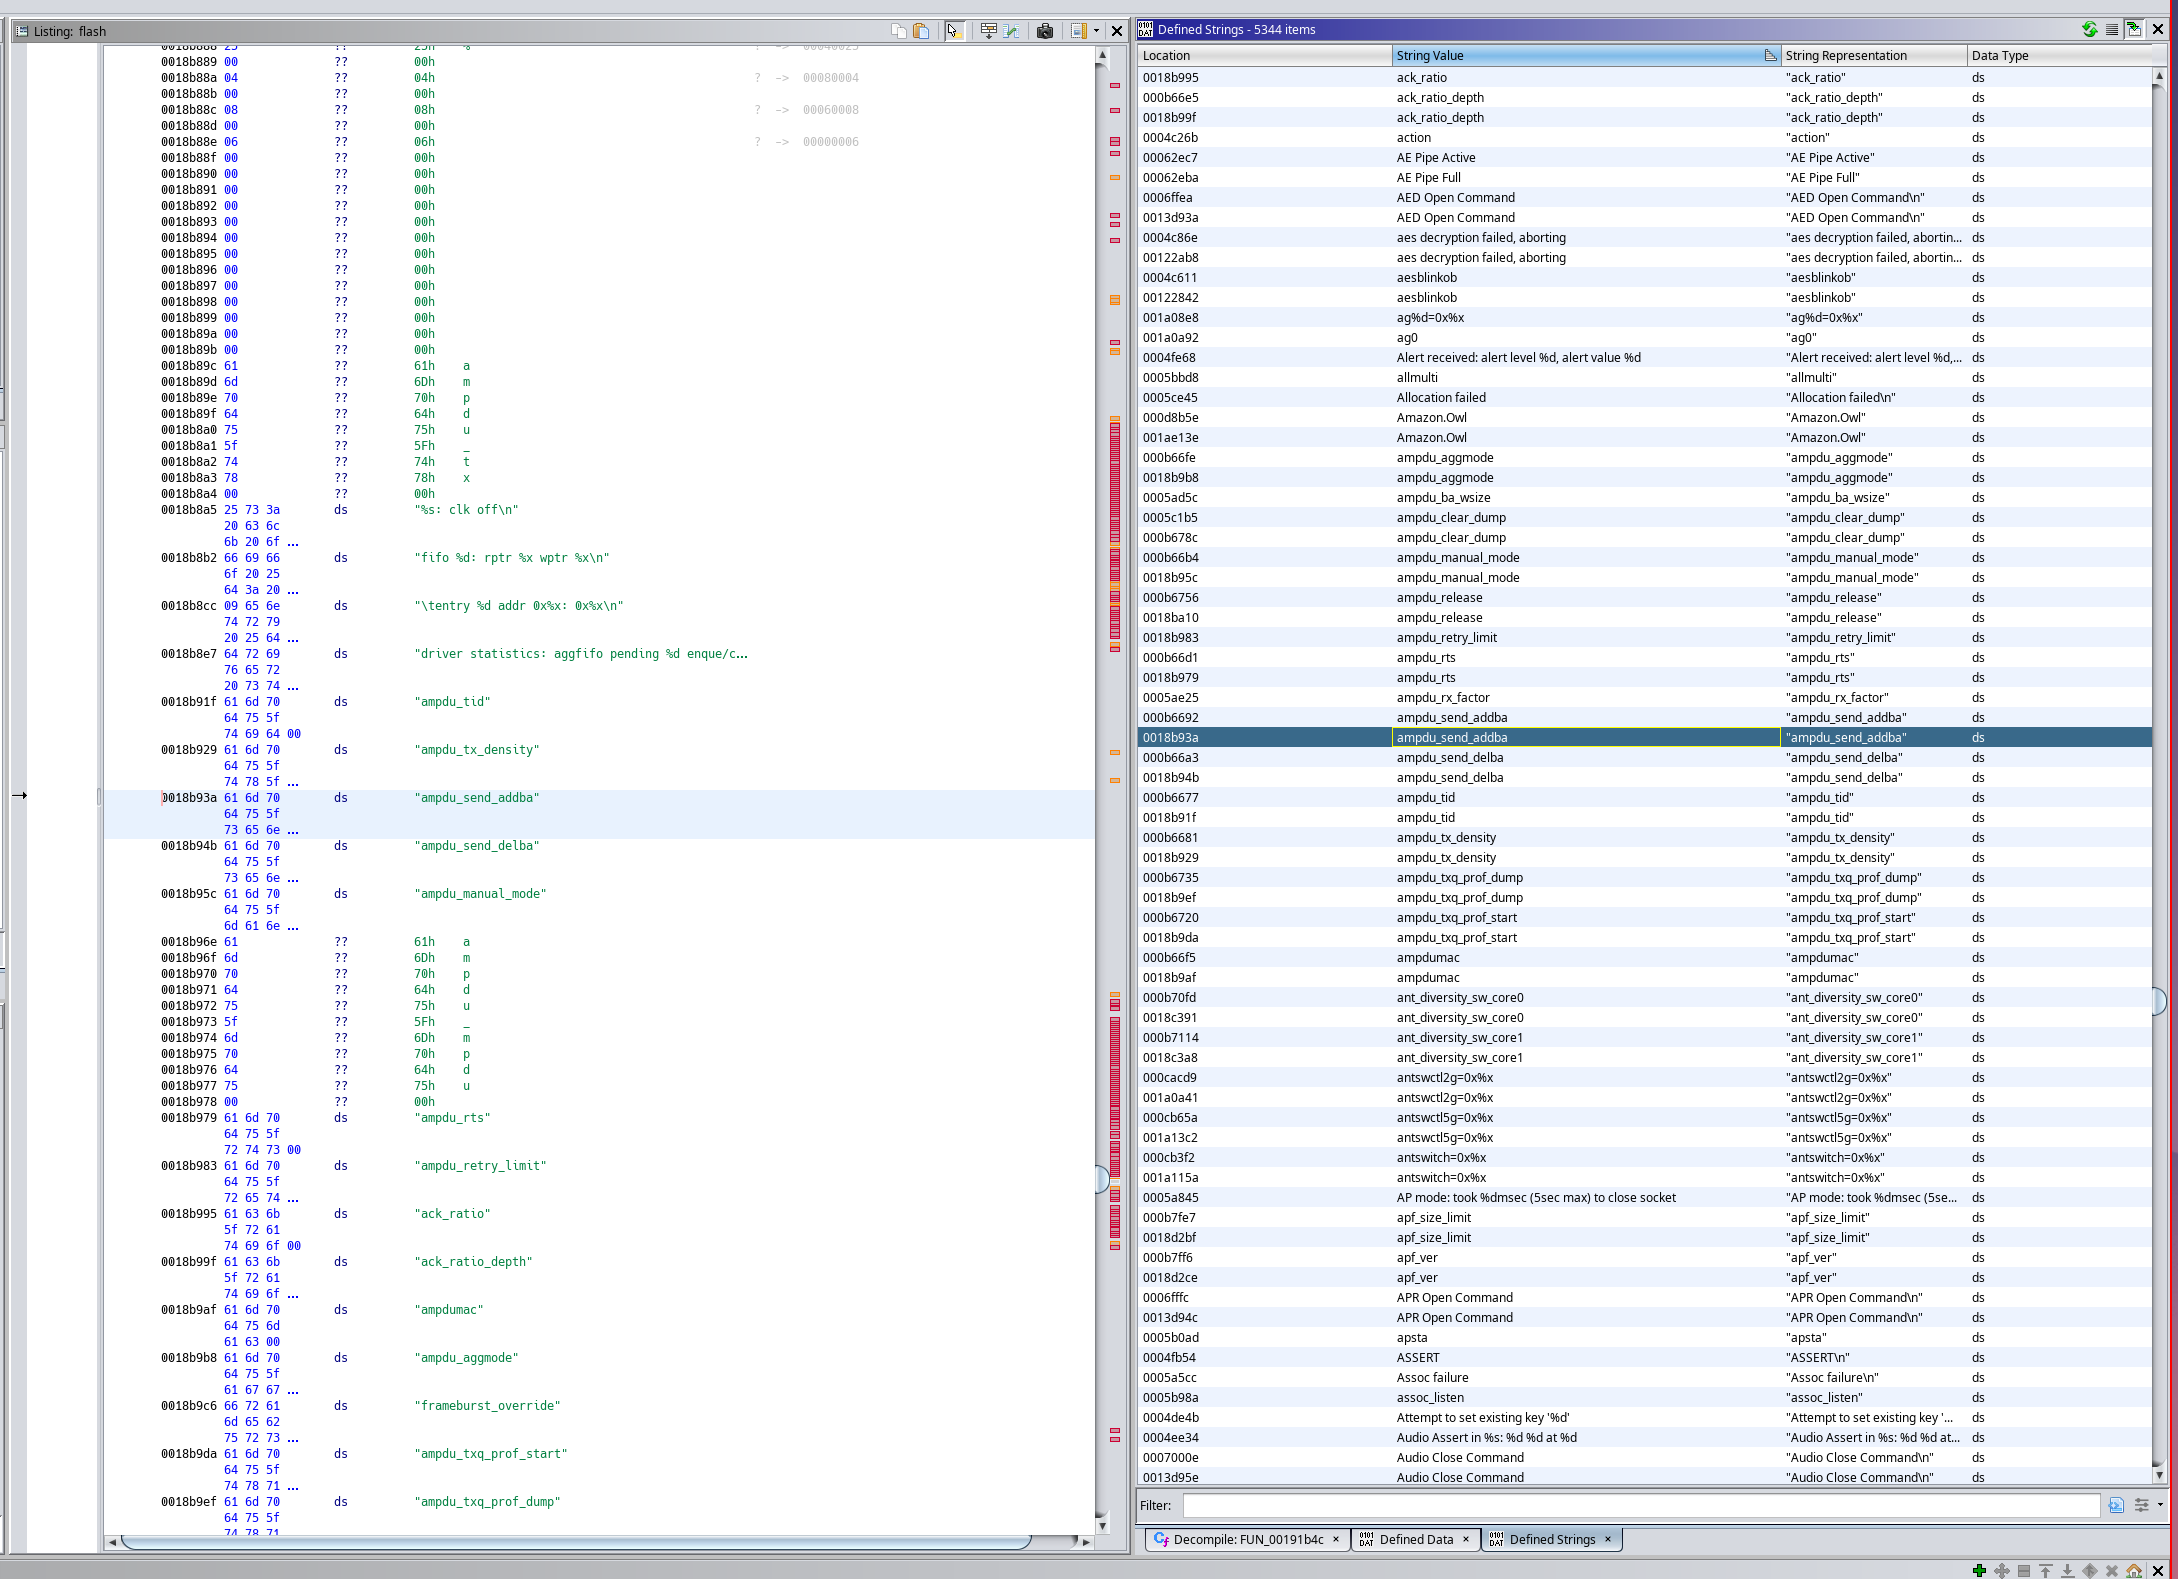 Listing: flash
0018b888 25 ?? 25h % ? -> 00040025
0018b889 00 ?? 00h
0018b88a 04 ?? 04h ? -> 00080004
0018b88b 00 ?? 00h
0018b88c 08 ?? 08h ? -> 00060008
0018b88d 00 ?? 00h
0018b88e 06 ?? 06h ? -> 00000006
0018b88f 00 ?? 00h
0018b890 00 ?? 00h
0018b891 00 ?? 00h
0018b892 00 ?? 00h
0018b893 00 ?? 00h
0018b894 00 ?? 00h
0018b895 00 ?? 00h
0018b896 00 ?? 00h
0018b897 00 ?? 00h
0018b898 00 ?? 00h
0018b899 00 ?? 00h
0018b89a 00 ?? 00h
0018b89b 00 ?? 00h
0018b89c 61 ?? 61h a
0018b89d 6d ?? 6Dh m
0018b89e 70 ?? 70h p
0018b89f 64 ?? 64h d
0018b8a0 75 ?? 75h u
0018b8a1 5f ?? 5Fh _
0018b8a2 74 ?? 74h t
0018b8a3 78 ?? 78h x
0018b8a4 00 ?? 00h
0018b8a5 25 73 3a ds "%s: clk off\n"
20 63 6c
6b 20 6f ...
0018b8b2 66 69 66 ds "fifo %d: rptr %x wptr %x\n"
6f 20 25
64 3a 20 ...
0018b8cc 09 65 6e ds "\tentry %d addr 0x%x: 0x%x\n"
74 72 79
20 25 64 ...
0018b8e7 64 72 69 ds "driver statistics: aggfifo pending %d enque/c...
76 65 72
20 73 74 ...
0018b91f 61 6d 70 ds "ampdu_tid"
64 75 5f
74 69 64 00
0018b929 61 6d 70 ds "ampdu_tx_density"
64 75 5f
74 78 5f ...
0018b93a 61 6d 70 ds "ampdu_send_addba"
64 75 5f
73 65 6e ...
0018b94b 61 6d 70 ds "ampdu_send_delba"
64 75 5f
73 65 6e ...
0018b95c 61 6d 70 ds "ampdu_manual_mode"
64 75 5f
6d 61 6e ...
0018b96e 61 ?? 61h a
0018b96f 6d ?? 6Dh m
0018b970 70 ?? 70h p
0018b971 64 ?? 64h d
0018b972 75 ?? 75h u
0018b973 5f ?? 5Fh _
0018b974 6d ?? 6Dh m
0018b975 70 ?? 70h p
0018b976 64 ?? 64h d
0018b977 75 ?? 75h u
0018b978 00 ?? 00h
0018b979 61 6d 70 ds "ampdu_rts"
64 75 5f
72 74 73 00
0018b983 61 6d 70 ds "ampdu_retry_limit"
64 75 5f
72 65 74 ...
0018b995 61 63 6b ds "ack_ratio"
5f 72 61
74 69 6f 00
0018b99f 61 63 6b ds "ack_ratio_depth"
5f 72 61
74 69 6f ...
0018b9af 61 6d 70 ds "ampdumac"
64 75 6d
61 63 00
0018b9b8 61 6d 70 ds "ampdu_aggmode"
64 75 5f
61 67 67 ...
0018b9c6 66 72 61 ds "frameburst_override"
6d 65 62
75 72 73 ...
0018b9da 61 6d 70 ds "ampdu_txq_prof_start"
64 75 5f
74 78 71 ...
0018b9ef 61 6d 70 ds "ampdu_txq_prof_dump"
64 75 5f
74 78 71
Defined Strings - 5344 items
Location String Value String Representation Data Type
0018b995 ack_ratio "ack_ratio" ds
000b66e5 ack_ratio_depth "ack_ratio_depth" ds
0018b99f ack_ratio_depth "ack_ratio_depth" ds
0004c26b action "action" ds
00062ec7 AE Pipe Active "AE Pipe Active" ds
00062eba AE Pipe Full "AE Pipe Full" ds
0006ffea AED Open Command "AED Open Command\n" ds
0013d93a AED Open Command "AED Open Command\n" ds
0004c86e aes decryption failed, aborting "aes decryption failed, abortin... ds
00122ab8 aes decryption failed, aborting "aes decryption failed, abortin... ds
0004c611 aesblinkob "aesblinkob" ds
00122842 aesblinkob "aesblinkob" ds
001a08e8 ag%d=0x%x "ag%d=0x%x" ds
001a0a92 ag0 "ag0" ds
0004fe68 Alert received: alert level %d, alert value %d "Alert received: alert level %d,... ds
0005bbd8 allmulti "allmulti" ds
0005ce45 Allocation failed "Allocation failed\n" ds
000d8b5e Amazon.Owl "Amazon.Owl" ds
001ae13e Amazon.Owl "Amazon.Owl" ds
000b66fe ampdu_aggmode "ampdu_aggmode" ds
0018b9b8 ampdu_aggmode "ampdu_aggmode" ds
0005ad5c ampdu_ba_wsize "ampdu_ba_wsize" ds
0005c1b5 ampdu_clear_dump "ampdu_clear_dump" ds
000b678c ampdu_clear_dump "ampdu_clear_dump" ds
000b66b4 ampdu_manual_mode "ampdu_manual_mode" ds
0018b95c ampdu_manual_mode "ampdu_manual_mode" ds
000b6756 ampdu_release "ampdu_release" ds
0018ba10 ampdu_release "ampdu_release" ds
0018b983 ampdu_retry_limit "ampdu_retry_limit" ds
000b66d1 ampdu_rts "ampdu_rts" ds
0018b979 ampdu_rts "ampdu_rts" ds
0005ae25 ampdu_rx_factor "ampdu_rx_factor" ds
000b6692 ampdu_send_addba "ampdu_send_addba" ds
0018b93a ampdu_send_addba "ampdu_send_addba" ds
000b66a3 ampdu_send_delba "ampdu_send_delba" ds
0018b94b ampdu_send_delba "ampdu_send_delba" ds
000b6677 ampdu_tid "ampdu_tid" ds
0018b91f ampdu_tid "ampdu_tid" ds
000b6681 ampdu_tx_density "ampdu_tx_density" ds
0018b929 ampdu_tx_density "ampdu_tx_density" ds
000b6735 ampdu_txq_prof_dump "ampdu_txq_prof_dump" ds
0018b9ef ampdu_txq_prof_dump "ampdu_txq_prof_dump" ds
000b6720 ampdu_txq_prof_start "ampdu_txq_prof_start" ds
0018b9da ampdu_txq_prof_start "ampdu_txq_prof_start" ds
000b66f5 ampdumac "ampdumac" ds
0018b9af ampdumac "ampdumac" ds
000b70fd ant_diversity_sw_core0 "ant_diversity_sw_core0" ds
0018c391 ant_diversity_sw_core0 "ant_diversity_sw_core0" ds
000b7114 ant_diversity_sw_core1 "ant_diversity_sw_core1" ds
0018c3a8 ant_diversity_sw_core1 "ant_diversity_sw_core1" ds
000cacd9 antswctl2g=0x%x "antswctl2g=0x%x" ds
001a0a41 antswctl2g=0x%x "antswctl2g=0x%x" ds
000cb65a antswctl5g=0x%x "antswctl5g=0x%x" ds
001a13c2 antswctl5g=0x%x "antswctl5g=0x%x" ds
000cb3f2 antswitch=0x%x "antswitch=0x%x" ds
001a115a antswitch=0x%x "antswitch=0x%x" ds
0005a845 AP mode: took %dmsec (5sec max) to close socket "AP mode: took %dmsec (5se... ds
000b7fe7 apf_size_limit "apf_size_limit" ds
0018d2bf apf_size_limit "apf_size_limit" ds
000b7ff6 apf_ver "apf_ver" ds
0018d2ce apf_ver "apf_ver" ds
0006fffc APR Open Command "APR Open Command\n" ds
0013d94c APR Open Command "APR Open Command\n" ds
0005b0ad apsta "apsta" ds
0004fb54 ASSERT "ASSERT\n" ds
0005a5cc Assoc failure "Assoc failure\n" ds
0005b98a assoc_listen "assoc_listen" ds
0004de4b Attempt to set existing key '%d' "Attempt to set existing key '... ds
0004ee34 Audio Assert in %s: %d %d at %d "Audio Assert in %s: %d %d at... ds
0007000e Audio Close Command "Audio Close Command\n" ds
0013d95e Audio Close Command "Audio Close Command\n" ds
Filter:
Decompile: FUN_00191b4c × Defined Data × Defined Strings ×